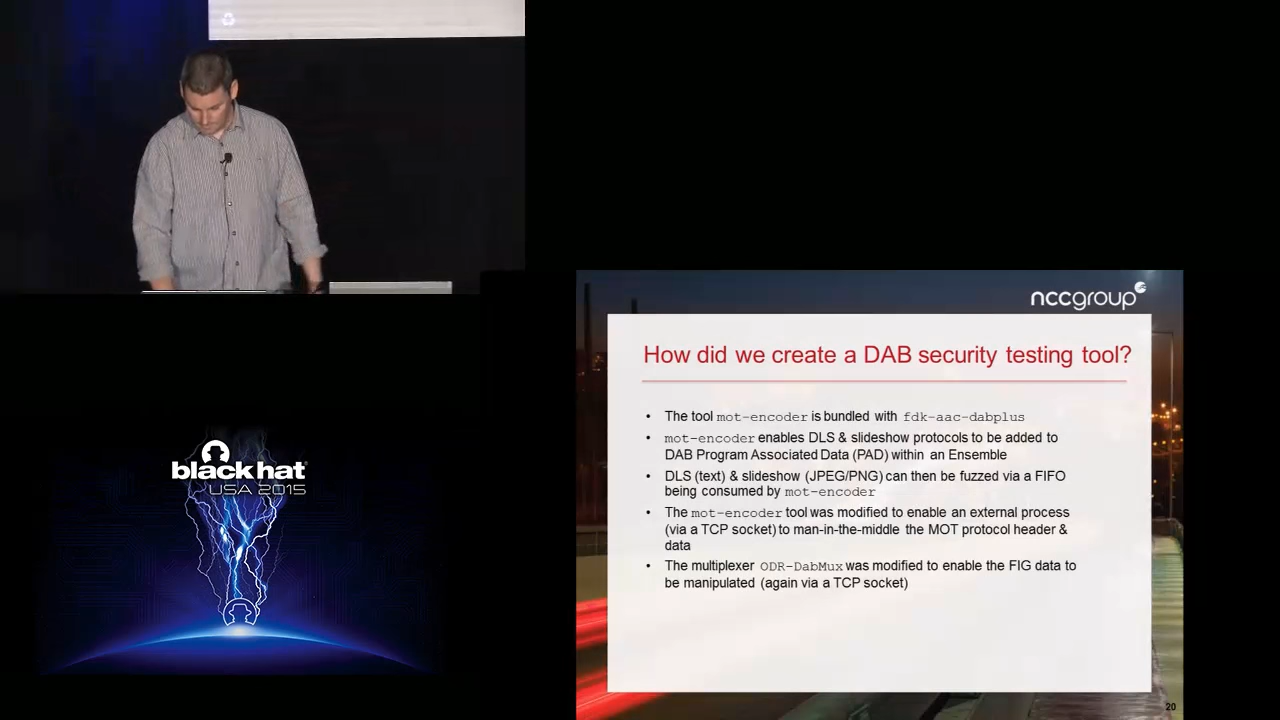 nccgroup
How did we create a DAB security testing tool?
• The tool mot-encoder is bundled with fdk-aac-dabplus
• mot-encoder enables DLS & slideshow protocols to be added to
DAB Program Associated Data (PAD) within an Ensemble
• DLS (text) & slideshow (JPEG/PNG) can then be fuzzed via a FIFO
being consumed by mot-encoder
• The mot-encoder tool was modified to enable an external process
(via a TCP socket) to man-in-the-middle the MOT protocol header &
data
• The multiplexer ODR-DabMux was modified to enable the FIG data to
be manipulated (again via a TCP socket)
20
black hat
USA 2015